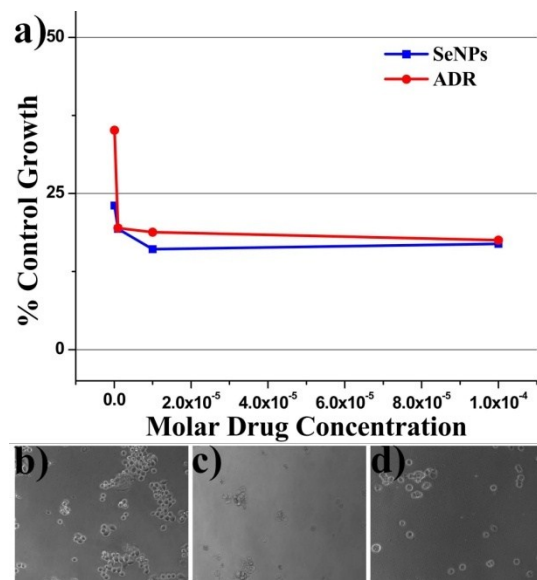 a)
50
SeNPs
ADR
25
0
% Control Growth
0.0 2.0x10⁻⁵ 4.0x10⁻⁵ 6.0x10⁻⁵ 8.0x10⁻⁵ 1.0x10⁻⁴
Molar Drug Concentration
b) c) d)